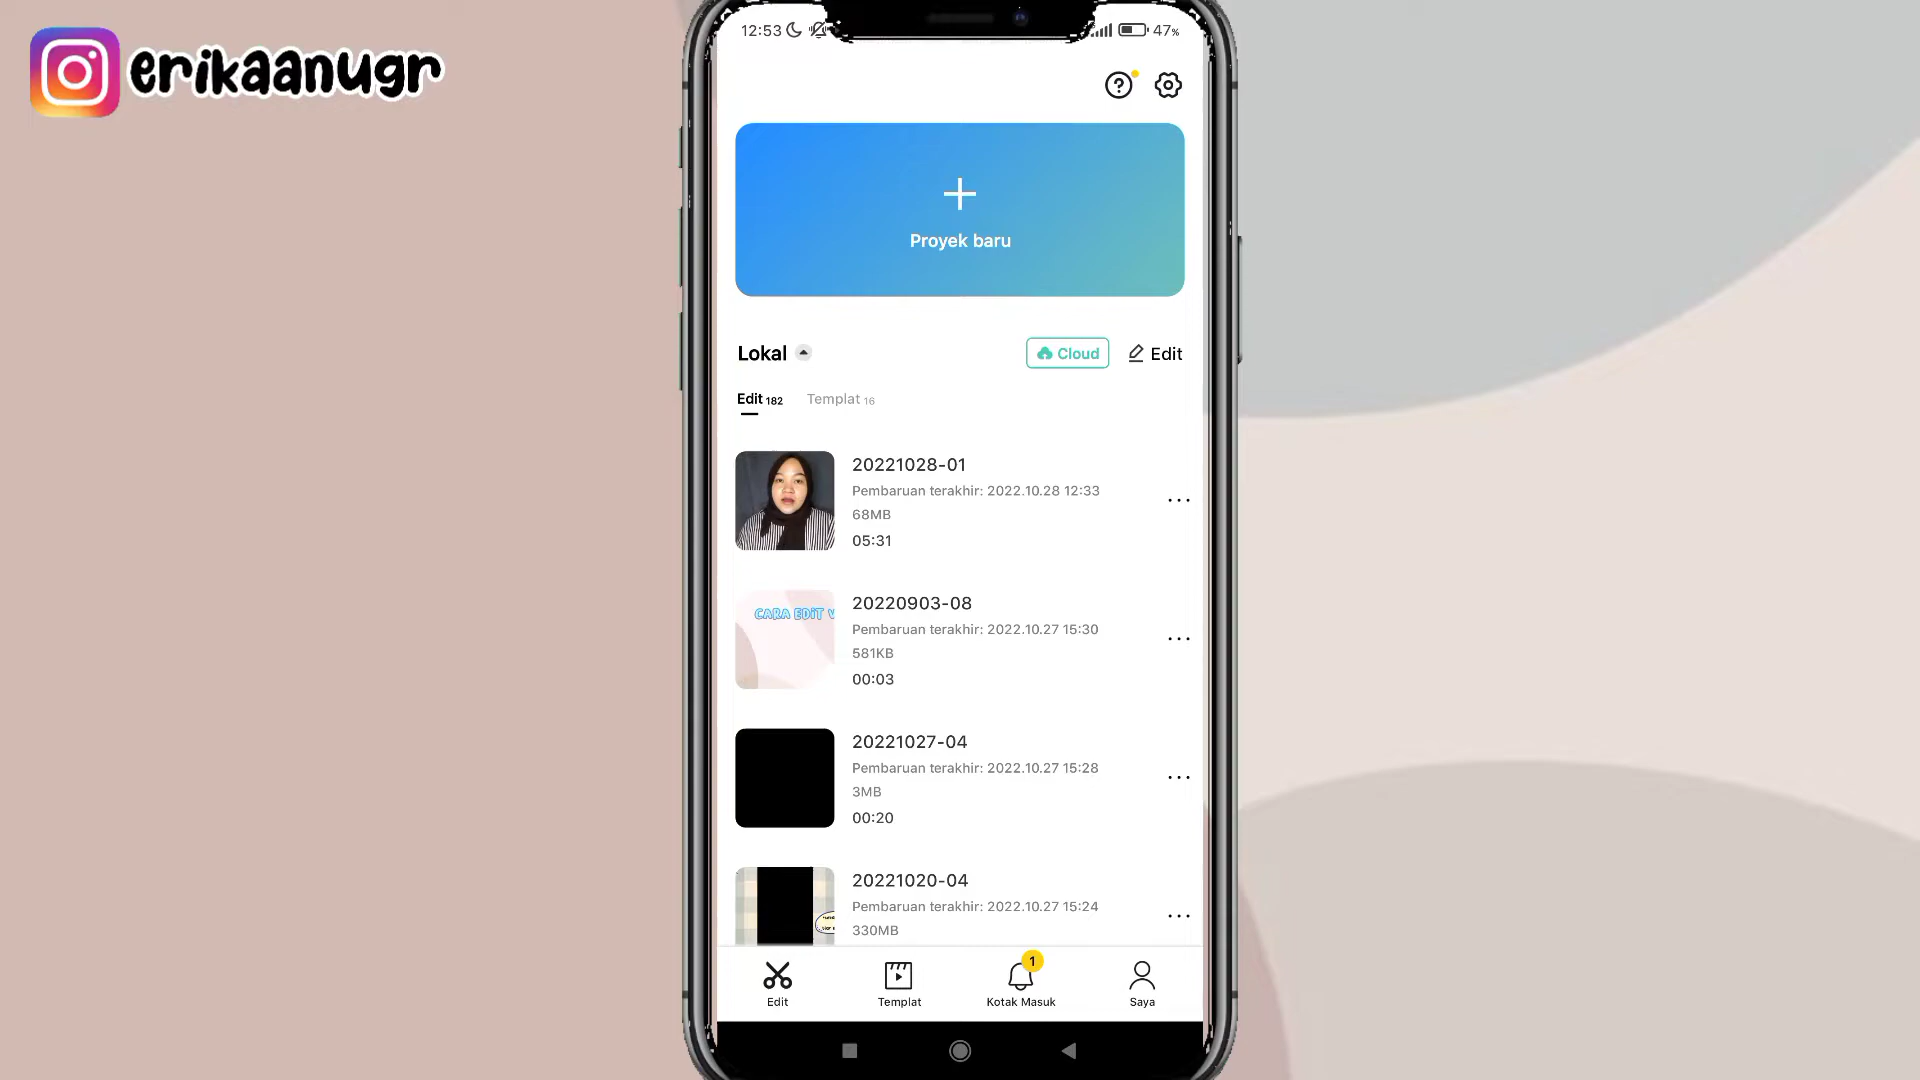 erikaanugr
12:53
47%
Proyek baru
Lokal
Cloud
Edit
Edit 182
Templat 16
20221028-01
Pembaruan terakhir: 2022.10.28 12:33
68MB
05:31
CARA EDIT V
20220903-08
Pembaruan terakhir: 2022.10.27 15:30
581KB
00:03
20221027-04
Pembaruan terakhir: 2022.10.27 15:28
3MB
00:20
20221020-04
Pembaruan terakhir: 2022.10.27 15:24
330MB
1
Edit
Templat
Kotak Masuk
Saya